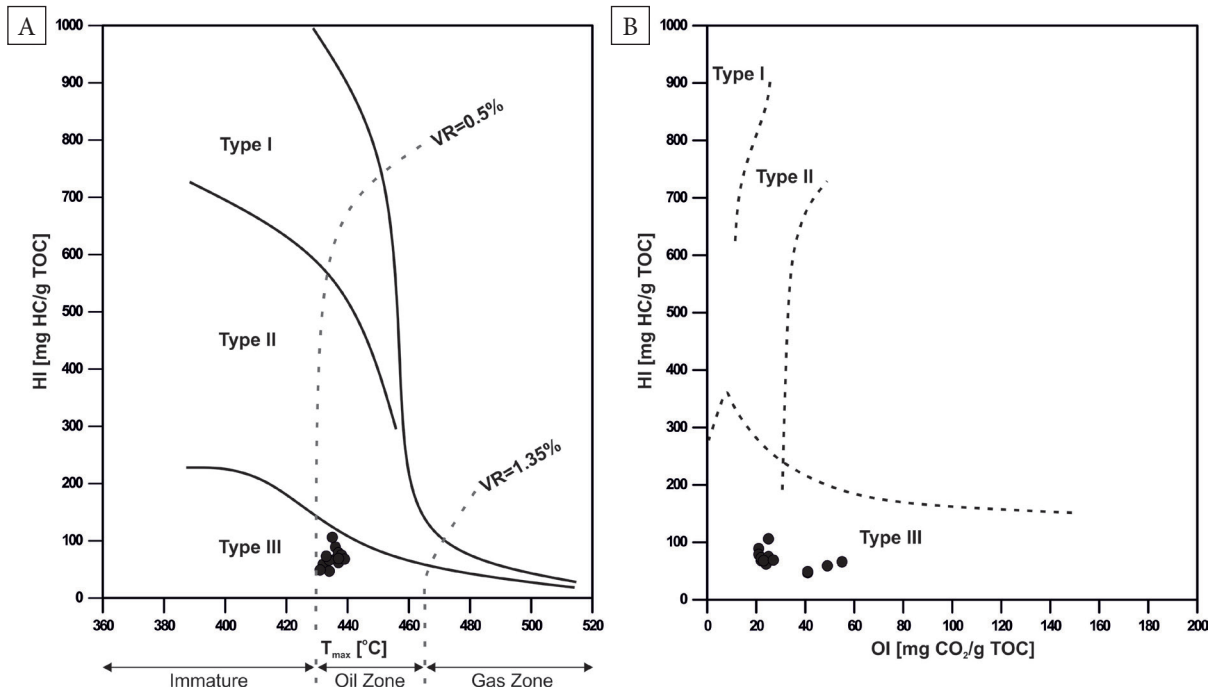 A
1000
900
800
700
600
500
400
300
200
100
0
HI [mg HC/g TOC]
Type I
Type II
Type III
VR=0.5%
VR=1.35%
360 380 400 420 440 460 480 500 520
Tmax [°C]
Immature Oil Zone Gas Zone
B
1000
900
800
700
600
500
400
300
200
100
0
HI [mg HC/g TOC]
Type I
Type II
Type III
0 20 40 60 80 100 120 140 160 180 200
OI [mg CO2/g TOC]